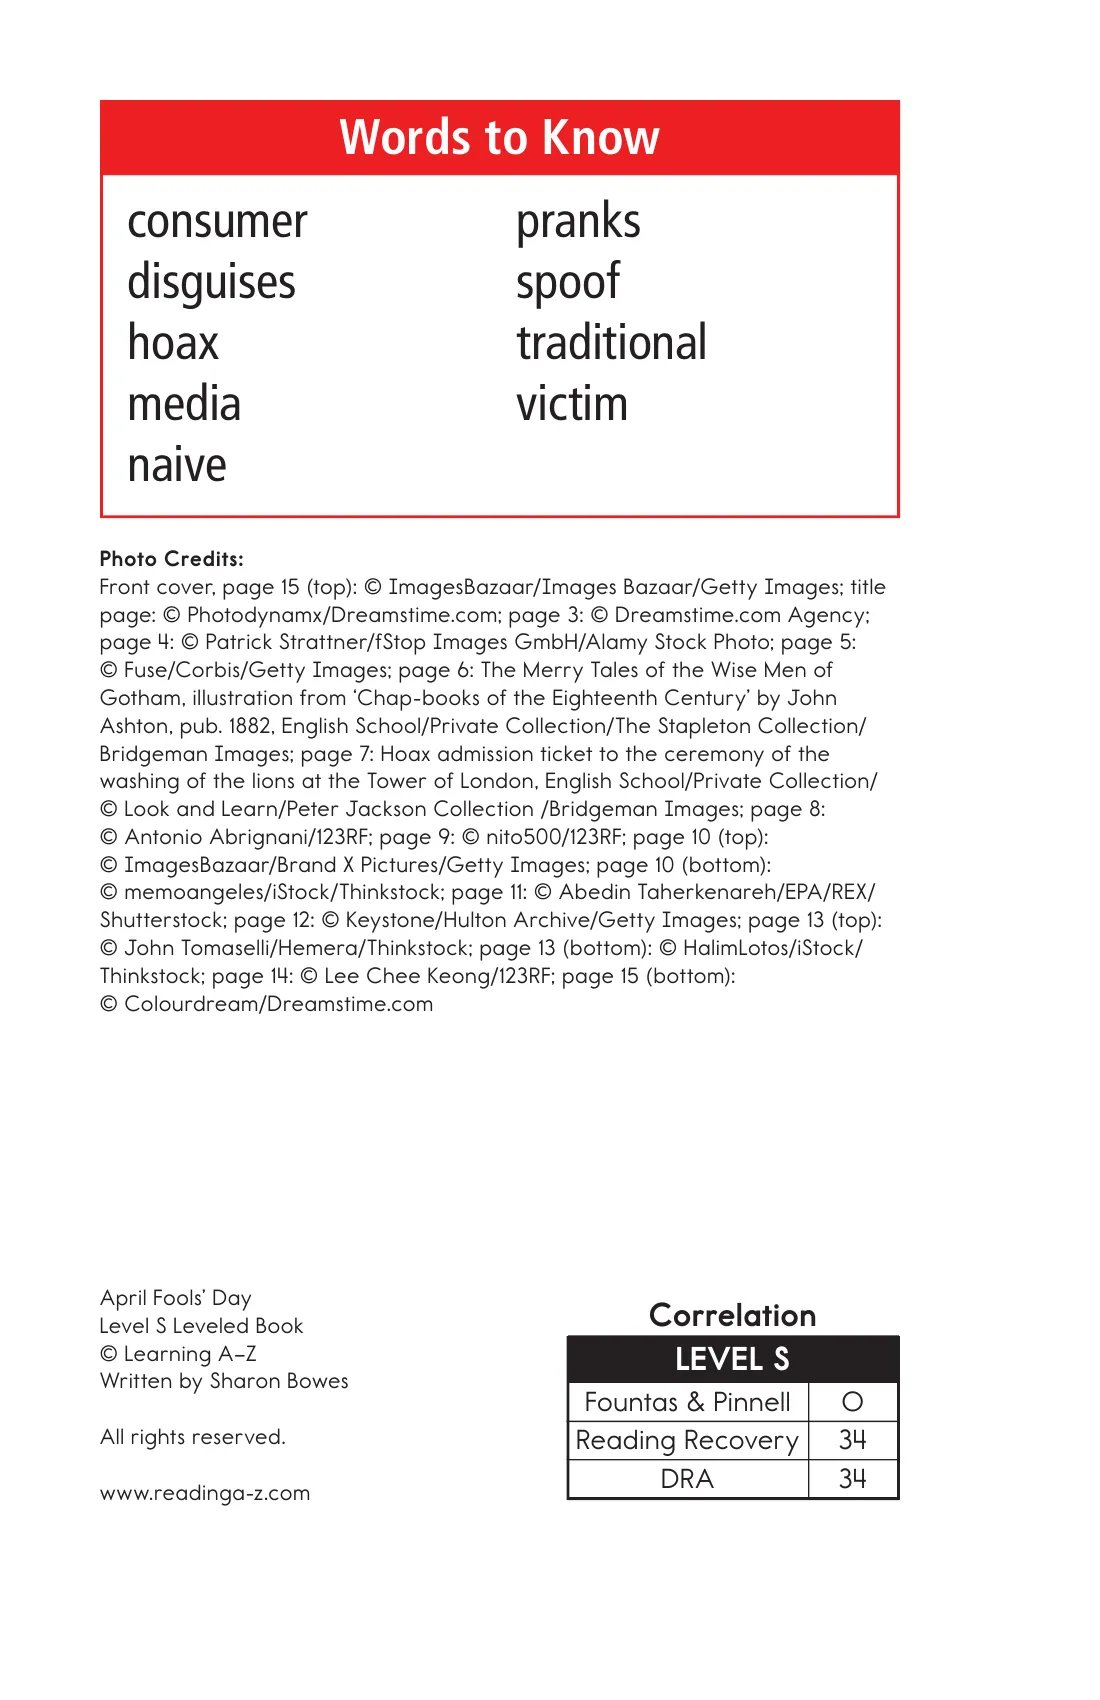 Words to Know
consumer
disguises
hoax
media
naive
pranks
spoof
traditional
victim
Photo Credits:
Front cover, page 15 (top): © ImagesBazaar/Images Bazaar/Getty Images; title
page: © Photodynamx/Dreamstime.com; page 3: © Dreamstime.com Agency;
page 4: © Patrick Strattner/fStop Images GmbH/Alamy Stock Photo; page 5:
© Fuse/Corbis/Getty Images; page 6: The Merry Tales of the Wise Men of
Gotham, illustration from ‘Chap-books of the Eighteenth Century’ by John
Ashton, pub. 1882, English School/Private Collection/The Stapleton Collection/
Bridgeman Images; page 7: Hoax admission ticket to the ceremony of the
washing of the lions at the Tower of London, English School/Private Collection/
© Look and Learn/Peter Jackson Collection /Bridgeman Images; page 8:
© Antonio Abrignani/123RF; page 9: © nito500/123RF; page 10 (top):
© ImagesBazaar/Brand X Pictures/Getty Images; page 10 (bottom):
© memoangeles/iStock/Thinkstock; page 11: © Abedin Taherkenareh/EPA/REX/
Shutterstock; page 12: © Keystone/Hulton Archive/Getty Images; page 13 (top):
© John Tomaselli/Hemera/Thinkstock; page 13 (bottom): © HalimLotos/iStock/
Thinkstock; page 14: © Lee Chee Keong/123RF; page 15 (bottom):
© Colourdream/Dreamstime.com
April Fools’ Day
Level S Leveled Book
© Learning A–Z
Written by Sharon Bowes
All rights reserved.
www.readinga-z.com
Correlation
LEVEL S
Fountas & Pinnell O
Reading Recovery 34
DRA 34